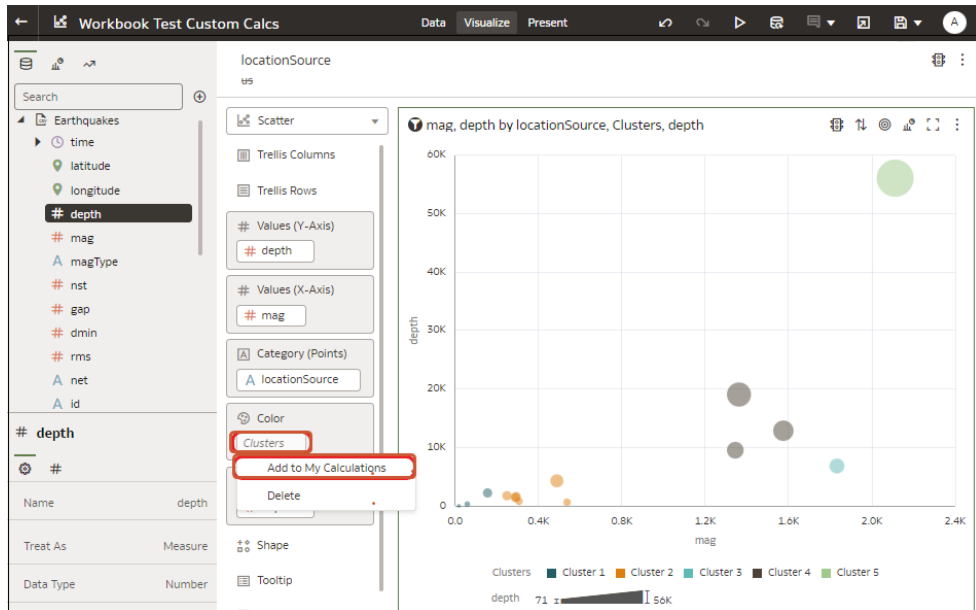 Workbook Test Custom Calcs
Data Visualize Present
A
locationSource
US
Search
Earthquakes
time
latitude
longitude
# depth
# mag
A magType
# nst
# gap
# dmin
# rms
A net
A id
# depth
#
Name depth
Treat As Measure
Data Type Number
Scatter
Trellis Columns
Trellis Rows
# Values (Y-Axis)
# depth
# Values (X-Axis)
# mag
A Category (Points)
A locationSource
Color
Clusters
Add to My Calculations
Delete
Shape
Tooltip
T mag, depth by locationSource, Clusters, depth
60K
50K
40K
30K
20K
10K
0
depth
0.0 0.4K 0.8K 1.2K 1.6K 2.0K 2.4K
mag
Clusters Cluster 1 Cluster 2 Cluster 3 Cluster 4 Cluster 5
depth 71 56K